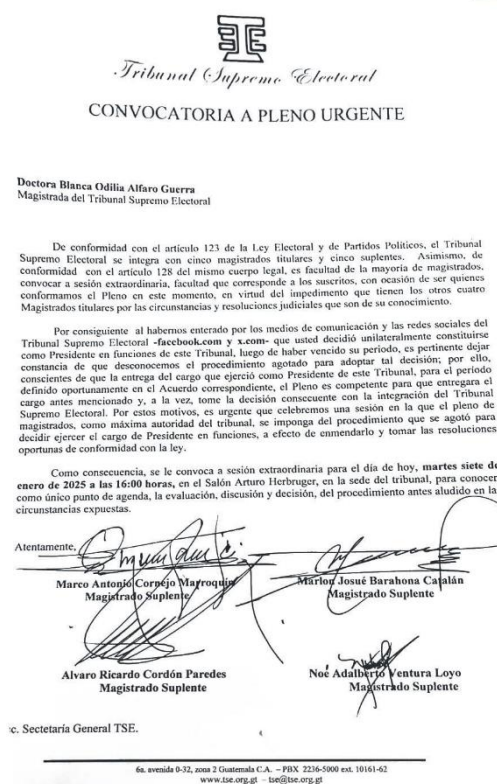 Tribunal Supremo Electoral
CONVOCATORIA A PLENO URGENTE
Doctora Blanca Odilia Alfaro Guerra
Magistrada del Tribunal Supremo Electoral
De conformidad con el artículo 123 de la Ley Electoral y de Partidos Políticos, el Tribunal
Supremo Electoral se integra con cinco magistrados titulares y cinco suplentes. Asimismo, de
conformidad con el artículo 128 del mismo cuerpo legal, es facultad de la mayoría de magistrados,
convocar a sesión extraordinaria, facultad que corresponde a los suscritos, con ocasión de ser quienes
conformamos el Pleno en este momento, en virtud del impedimento que tienen los otros cuatro
Magistrados titulares por las circunstancias y resoluciones judiciales que son de su conocimiento.
Por consiguiente al habernos enterado por los medios de comunicación y las redes sociales del
Tribunal Supremo Electoral -facebook.com y x.com- que usted decidió unilateralmente constituirse
como Presidente en funciones de este Tribunal, luego de haber vencido su periodo, es pertinente dejar
constancia de que desconocemos el procedimiento agotado para adoptar tal decisión; por ello,
conscientes de que la entrega del cargo que ejerció como Presidente de este Tribunal, para el período
definido oportunamente en el Acuerdo correspondiente, el Pleno es competente para que entregara el
cargo antes mencionado y, a la vez, tome la decisión consecuente con la integración del Tribunal
Supremo Electoral. Por estos motivos, es urgente que celebremos una sesión en la que el pleno de
magistrados, como máxima autoridad del tribunal, se imponga del procedimiento que se agotó para
decidir ejercer el cargo de Presidente en funciones, a efecto de enmendarlo y tomar las resoluciones
oportunas de conformidad con la ley.
Como consecuencia, se le convoca a sesión extraordinaria para el día de hoy, martes siete de
enero de 2025 a las 16:00 horas, en el Salón Arturo Herbruger, en la sede del tribunal, para conocer
como único punto de agenda, la evaluación, discusión y decisión, del procedimiento antes aludido en la
circunstancias expuestas.
Atentamente,
Marco Antonio Cornejo Marroquín
Magistrado Suplente
Marlon Josué Barahona Catalán
Magistrado Suplente
Alvaro Ricardo Cordón Paredes
Magistrado Suplente
Noé Adalberto Ventura Loyo
Magistrado Suplente
c. Secretaría General TSE.
6a. avenida 0-32, zona 2 Guatemala C.A. – PBX 2236-5000 ext. 10161-62
www.tse.org.gt – tse@tse.org.gt